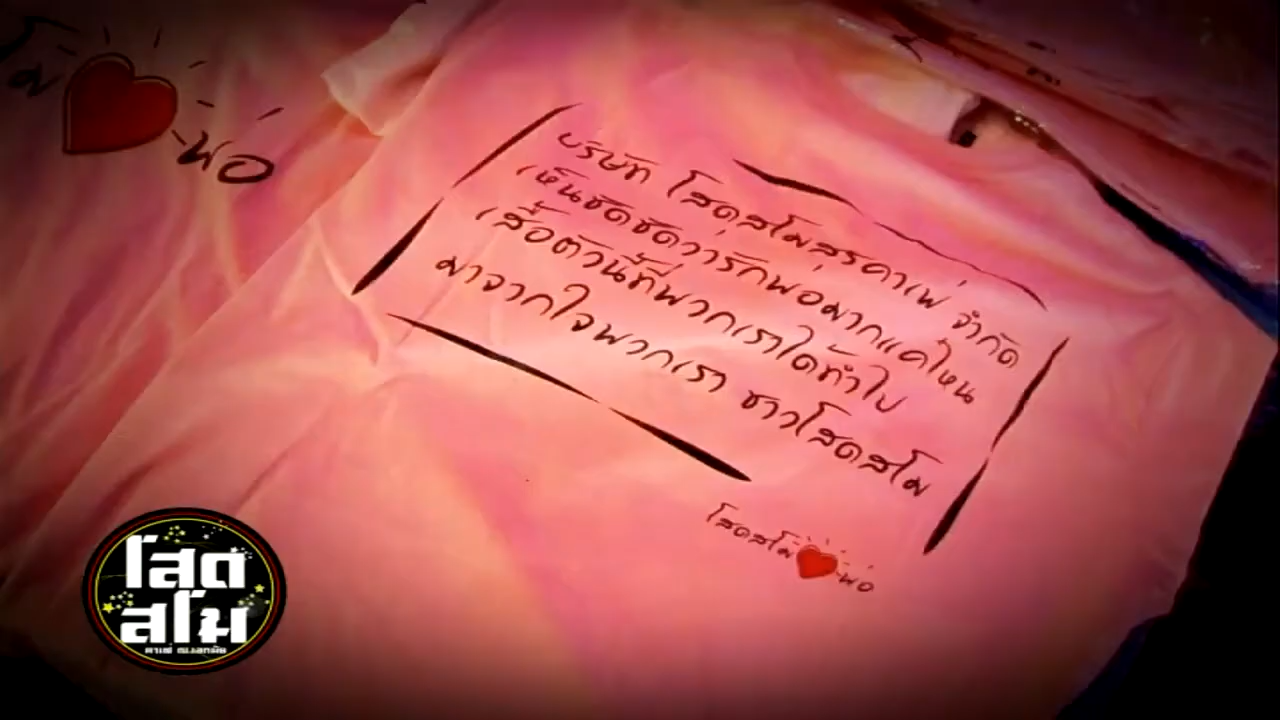 พ่อ
บริษัท โสดสโมสุรคาเฟ่ จำกัด
เห็นชัดชัดว่ารักพ่อมากแค่ไหน
เสื้อตัวนี้ที่พวกเราได้ทำไป
มาจากใจพวกเรา ชาวโสดสโม
โสดสโม พ่อ
โสด
สโม